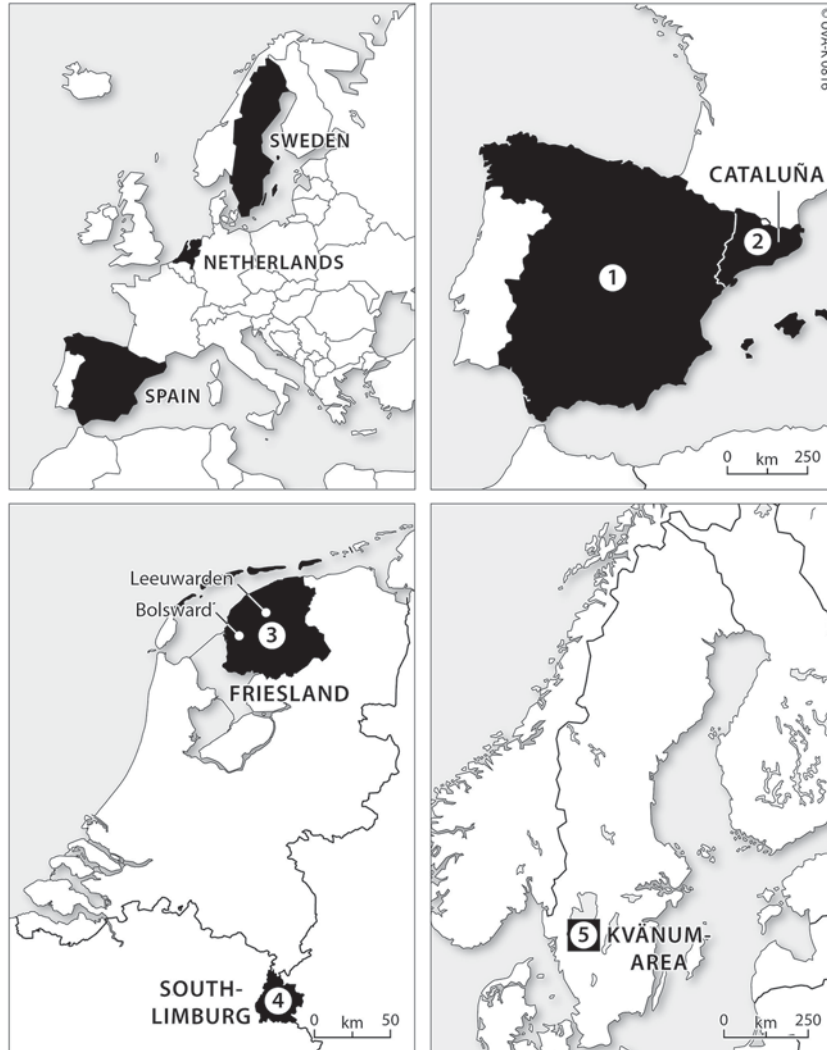 SWEDEN
NETHERLANDS
SPAIN
CATALUÑA
1
2
0 km 250
Leeuwarden
Bolsward
3
FRIESLAND
SOUTH-
LIMBURG
4
0 km 50
5
KVÄNUM-
AREA
0 km 250